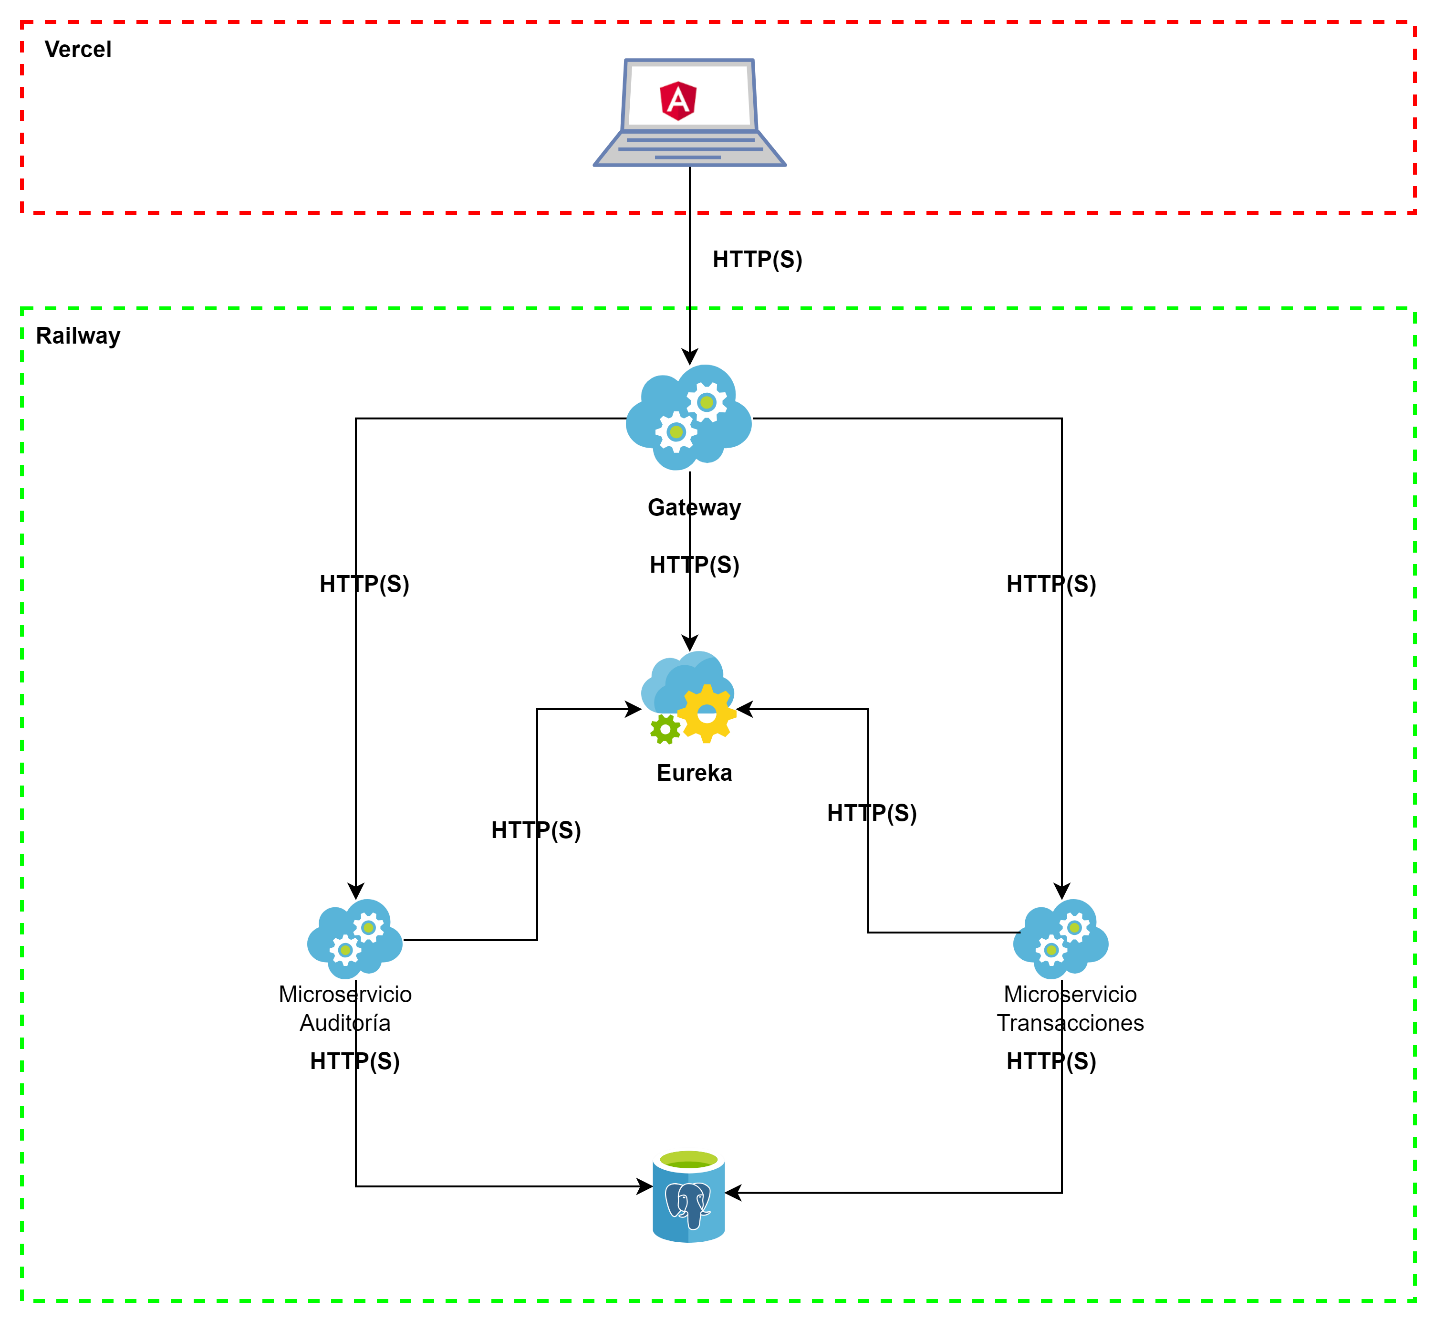 Vercel
HTTP(S)
Railway
Gateway
HTTP(S)
HTTP(S)
HTTP(S)
Eureka
HTTP(S)
HTTP(S)
Microservicio
Auditoría
HTTP(S)
Microservicio
Transacciones
HTTP(S)